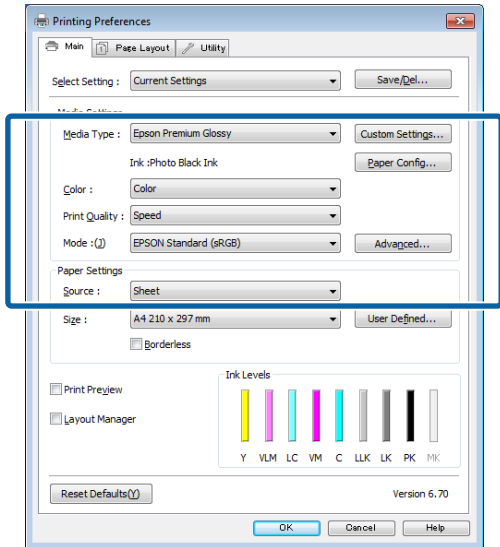 Printing Preferences
Main Page Layout Utility
Select Setting : Current Settings Save/Del...
Media Settings
Media Type : Epson Premium Glossy Custom Settings...
Ink :Photo Black Ink Paper Config...
Color : Color
Print Quality : Speed
Mode :(J) EPSON Standard (sRGB) Advanced...
Paper Settings
Source : Sheet
Size : A4 210 x 297 mm User Defined...
Borderless
Ink Levels
Print Preview
Layout Manager
Y VLM LC VM C LLK LK PK MK
Reset Defaults(Y) Version 6.70
OK Cancel Help